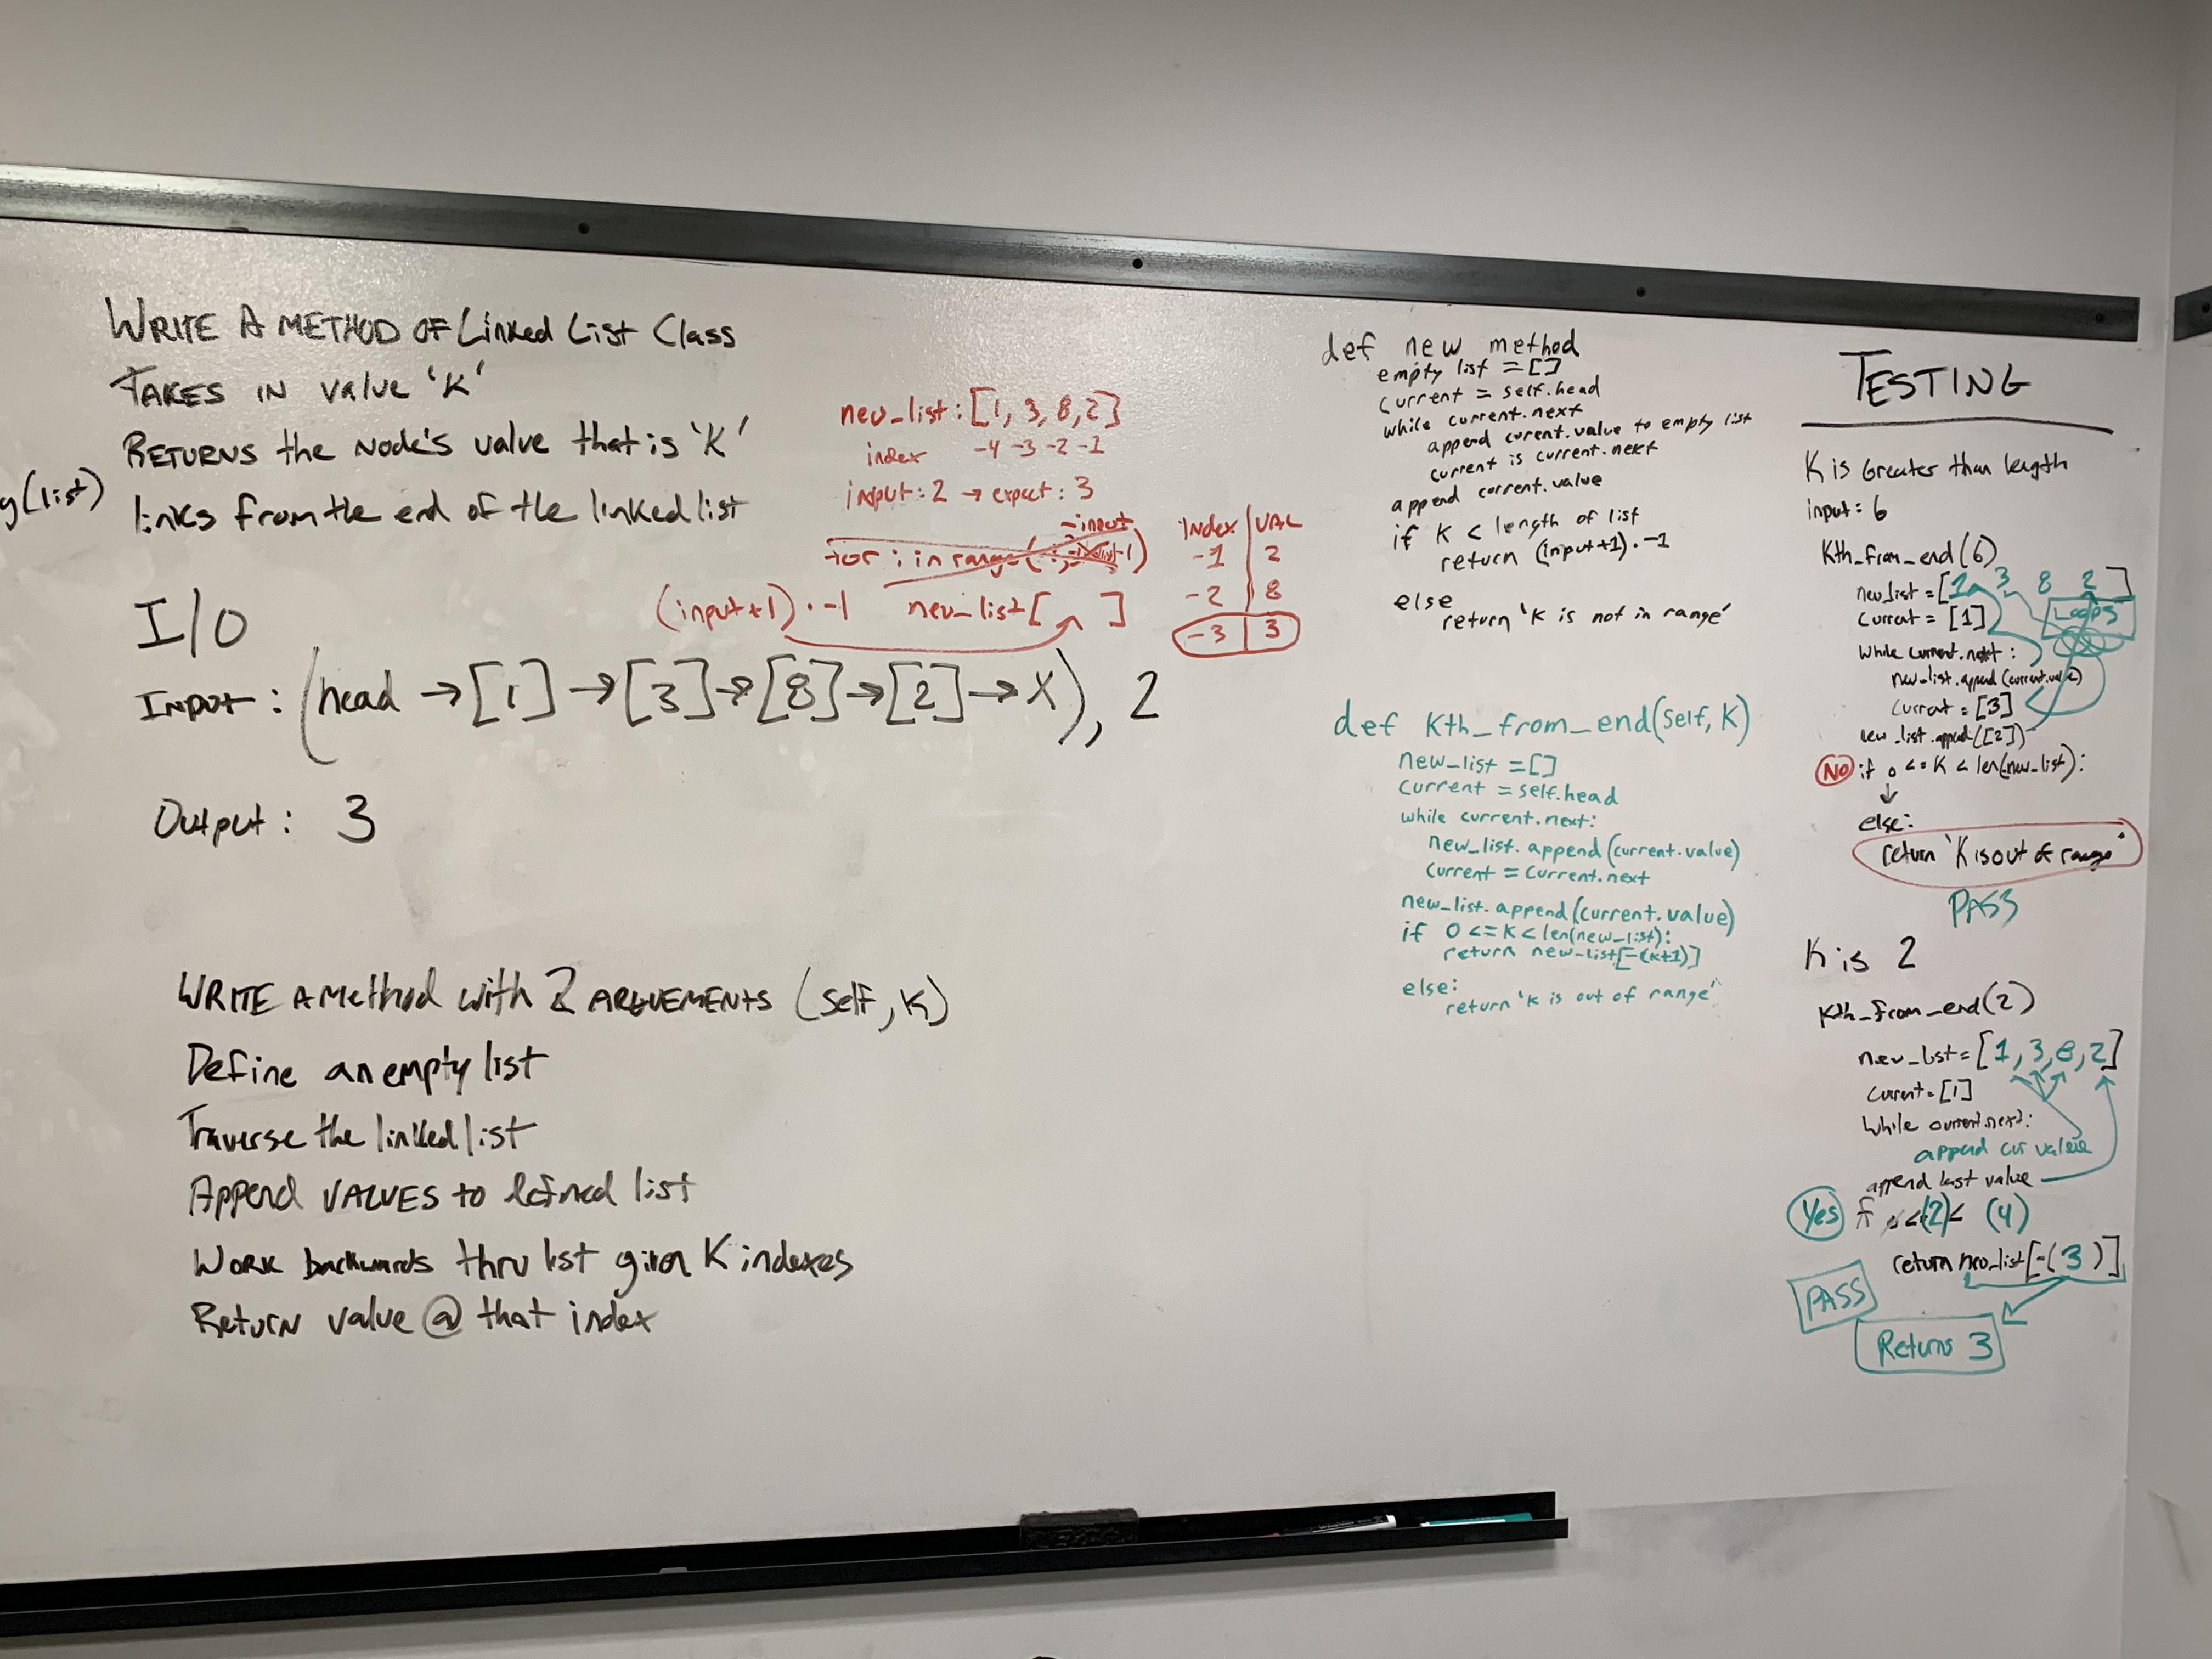 WRITE A METHOD OF Linked List Class
TAKES IN value 'K'
RETURNS the Node's value that is 'K'
links from the end of the linked list
y(list)
I/O
Input: (head → [1] → [3] → [8] → [2] → X), 2
Output: 3
WRITE A Method with 2 ARGUEMENTS (self, K)
Define an empty list
Traverse the linked list
Append VALUES to defined list
Work backwards thru list given K indexes
Return value @ that index
new_list: [1, 3, 8, 2]
index -4 -3 -2 -1
input: 2 → expect: 3
-input
for i in range(
(input+1) · -1 new_list[ ]
Index | VAL
-1 | 2
-2 | 8
-3 | 3
def new method
empty list = []
current = self.head
while current.next
append corent.value to empty list
current is current.next
append current.value
if K < length of list
return (input+1) · -1
else
return 'K is not in range'
def Kth_from_end(self, K)
new_list = []
current = self.head
while current.next:
new_list.append(current.value)
current = current.next
new_list.append(current.value)
if 0 <= K < len(new_list):
return new_list[-(k+1)]
else:
return 'k is out of range'
TESTING
K is Greater than length
input: 6
Kth_from_end(6)
new_list = [1 3 8 2]
Current = [1]
Loops
While current.next:
new_list.append(current.value)
current = [3]
new_list.append([2])
NO if 0 <= K < len(new_list):
else:
return 'K is out of range'
PASS
K is 2
kth_from_end(2)
new_list = [1, 3, 8, 2]
current = [1]
While current.next:
append cur value
append last value
Yes if 0 < (2) < (4)
return new_list[-(3)]
PASS
Returns 3